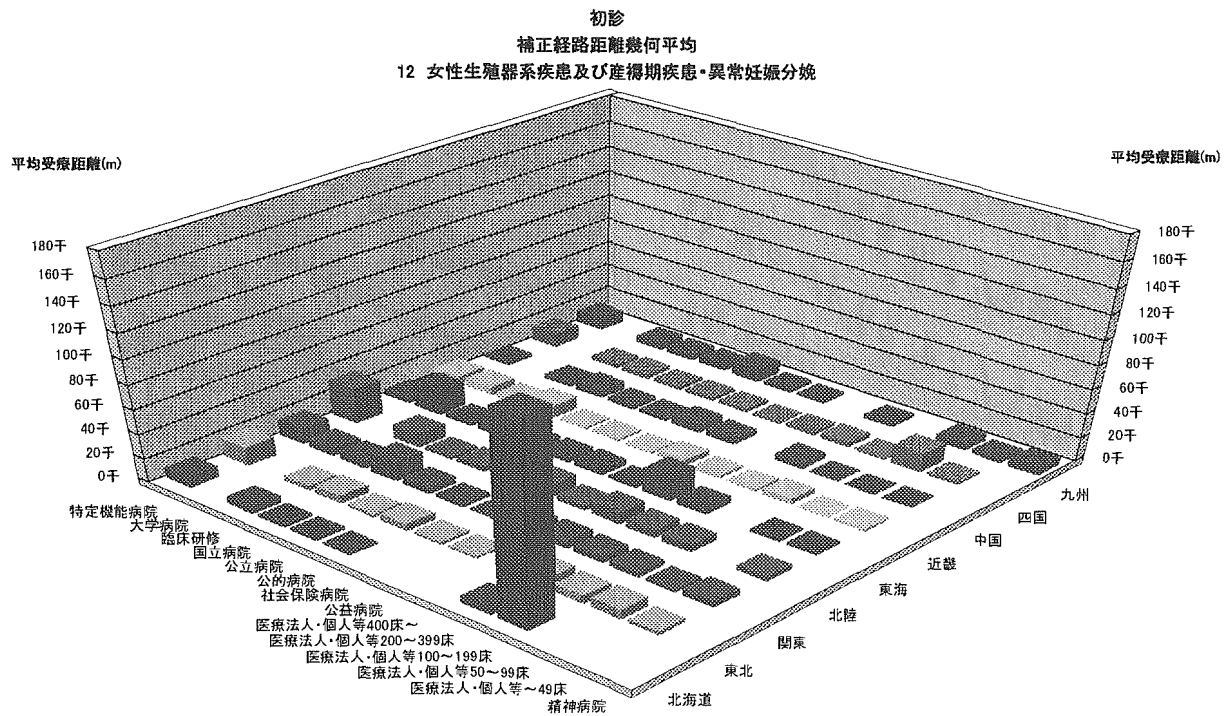 初診
補正経路距離幾何平均
12 女性生殖器系疾患及び産褥期疾患・異常妊娠分娩
平均受療距離(m)
平均受療距離(m)
180千
160千
140千
120千
100千
80千
60千
40千
20千
0千
180千
160千
140千
120千
100千
80千
60千
40千
20千
0千
特定機能病院
大学病院
臨床研修
国立病院
公立病院
公的病院
社会保険病院
公益病院
医療法人・個人等400床～
医療法人・個人等200～399床
医療法人・個人等100～199床
医療法人・個人等50～99床
医療法人・個人等～49床
精神病院
九州
四国
中国
近畿
東海
北陸
関東
東北
北海道